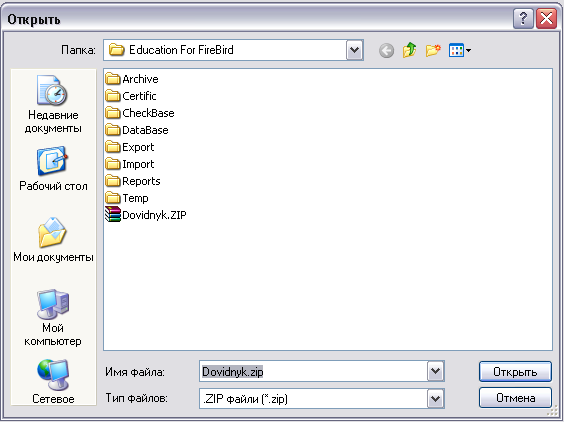 Открыть
Папка: Education For FireBird
Archive
Certific
CheckBase
DataBase
Export
Import
Reports
Temp
Dovidnyk.ZIP
Недавние
документы
Рабочий стол
Мои документы
Мой
компьютер
Сетевое
Имя файла: Dovidnyk.zip Открыть
Тип файлов: .ZIP файли (*.zip) Отмена